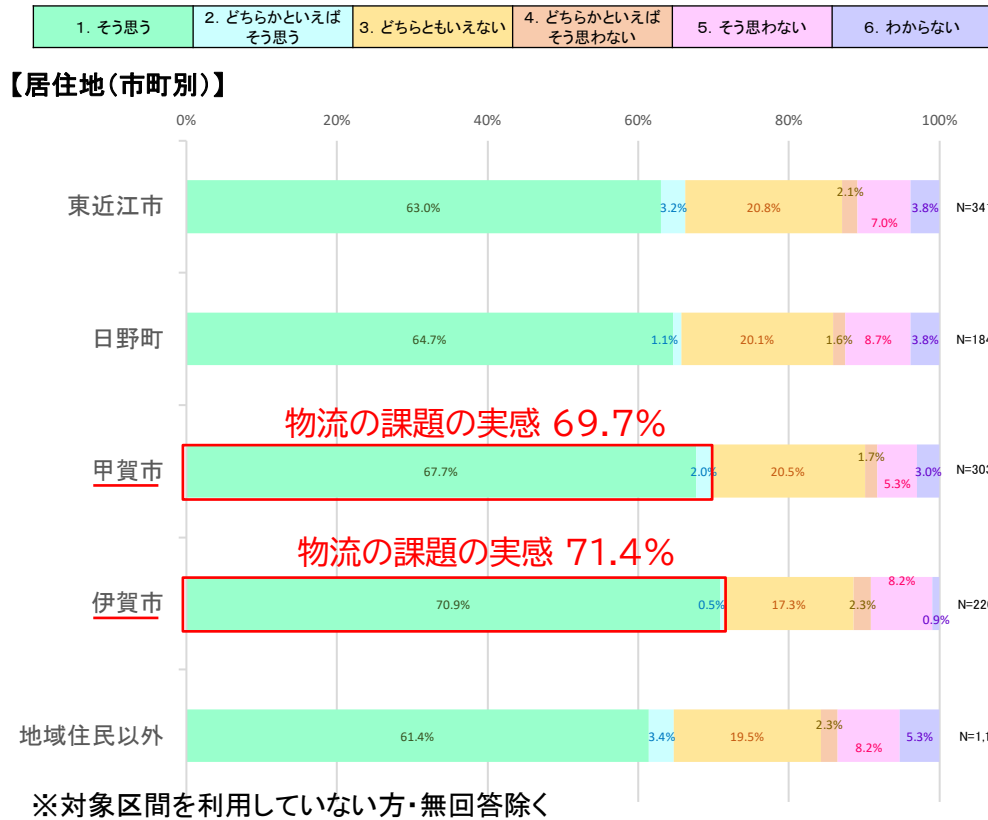 1. そう思う
2. どちらかといえば
そう思う
3. どちらともいえない
4. どちらかといえば
そう思わない
5. そう思わない
6. わからない
【居住地(市町別)】
0% 20% 40% 60% 80% 100%
東近江市 63.0% 3.2% 20.8% 2.1% 7.0% 3.8% N=341
日野町 64.7% 1.1% 20.1% 1.6% 8.7% 3.8% N=184
物流の課題の実感 69.7%
甲賀市 67.7% 2.0% 20.5% 1.7% 5.3% 3.0% N=303
物流の課題の実感 71.4%
伊賀市 70.9% 0.5% 17.3% 2.3% 8.2% 0.9% N=220
地域住民以外 61.4% 3.4% 19.5% 2.3% 8.2% 5.3% N=1,1
※対象区間を利用していない方・無回答除く